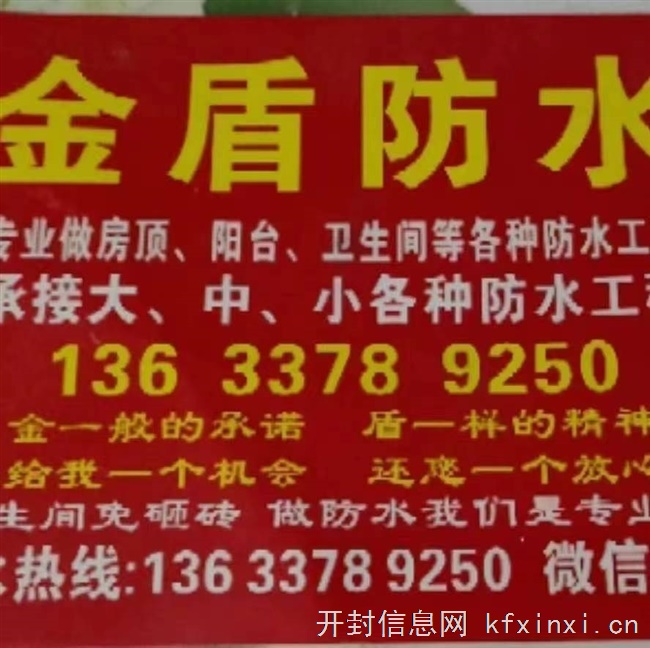 金盾防水
专业做房顶、阳台、卫生间等各种防水工
承接大、中、小各种防水工程
136 3378 9250
金一般的承诺 盾一样的精神
给我一个机会 还您一个放心
生间免砸砖 做防水我们是专业
热线:136 3378 9250 微信
开封信息网 kfxinxi.cn